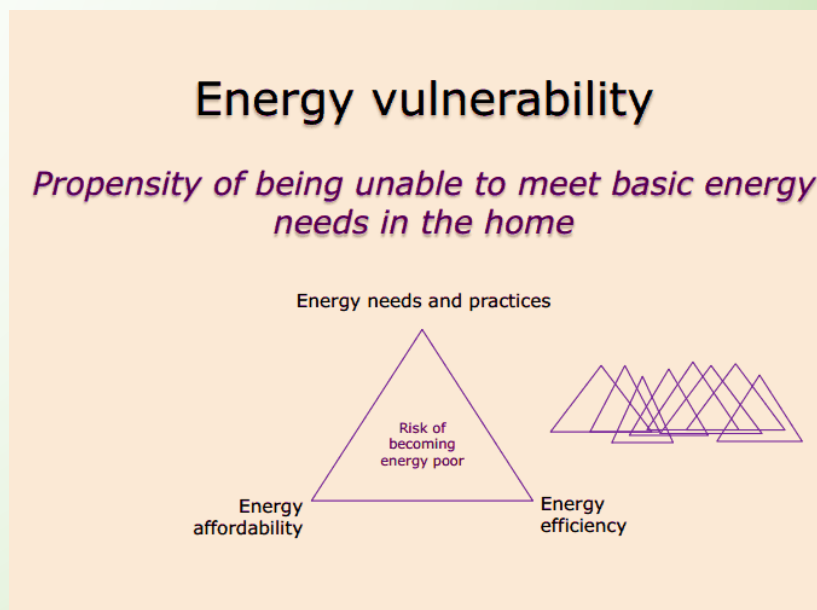 Energy vulnerability
Propensity of being unable to meet basic energy
needs in the home
Energy needs and practices
Risk of
becoming
energy poor
Energy
affordability
Energy
efficiency